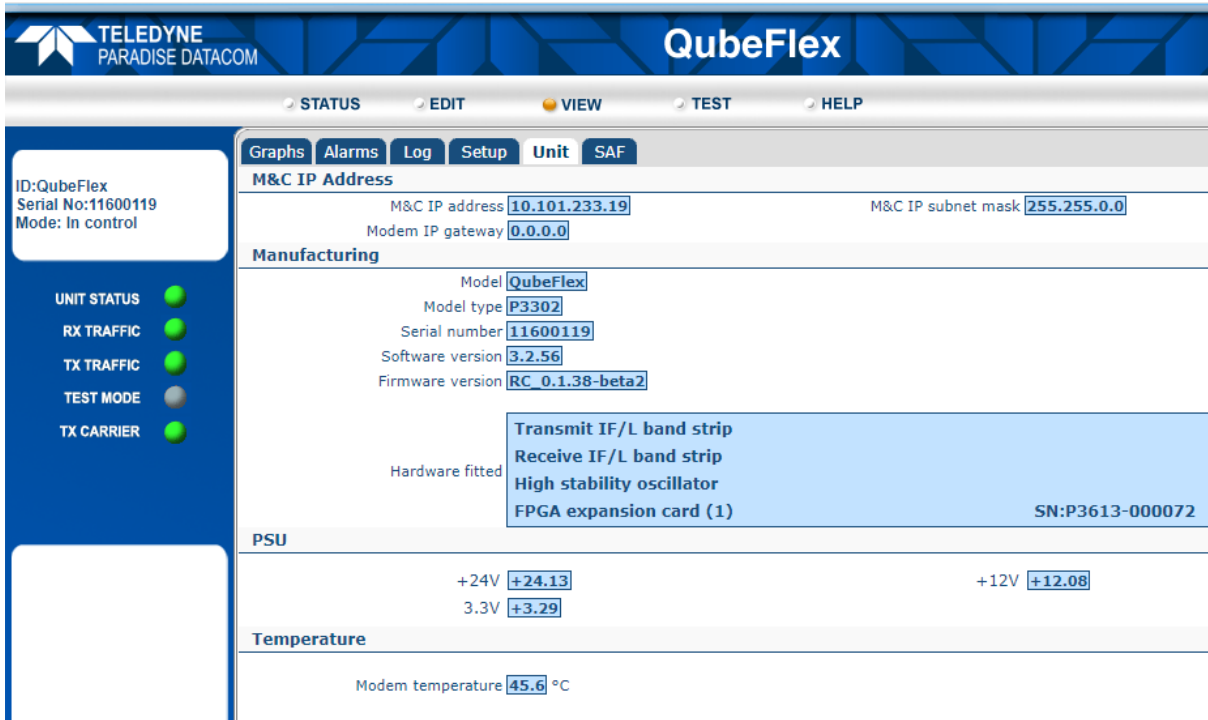 TELEDYNE
PARADISE DATACOM
QubeFlex
STATUS EDIT VIEW TEST HELP
ID:QubeFlex
Serial No:11600119
Mode: In control
UNIT STATUS
RX TRAFFIC
TX TRAFFIC
TEST MODE
TX CARRIER
Graphs Alarms Log Setup Unit SAF
M&C IP Address
M&C IP address 10.101.233.19 M&C IP subnet mask 255.255.0.0
Modem IP gateway 0.0.0.0
Manufacturing
Model QubeFlex
Model type P3302
Serial number 11600119
Software version 3.2.56
Firmware version RC_0.1.38-beta2
Hardware fitted
Transmit IF/L band strip
Receive IF/L band strip
High stability oscillator
FPGA expansion card (1) SN:P3613-000072
PSU
+24V +24.13 +12V +12.08
3.3V +3.29
Temperature
Modem temperature 45.6 °C